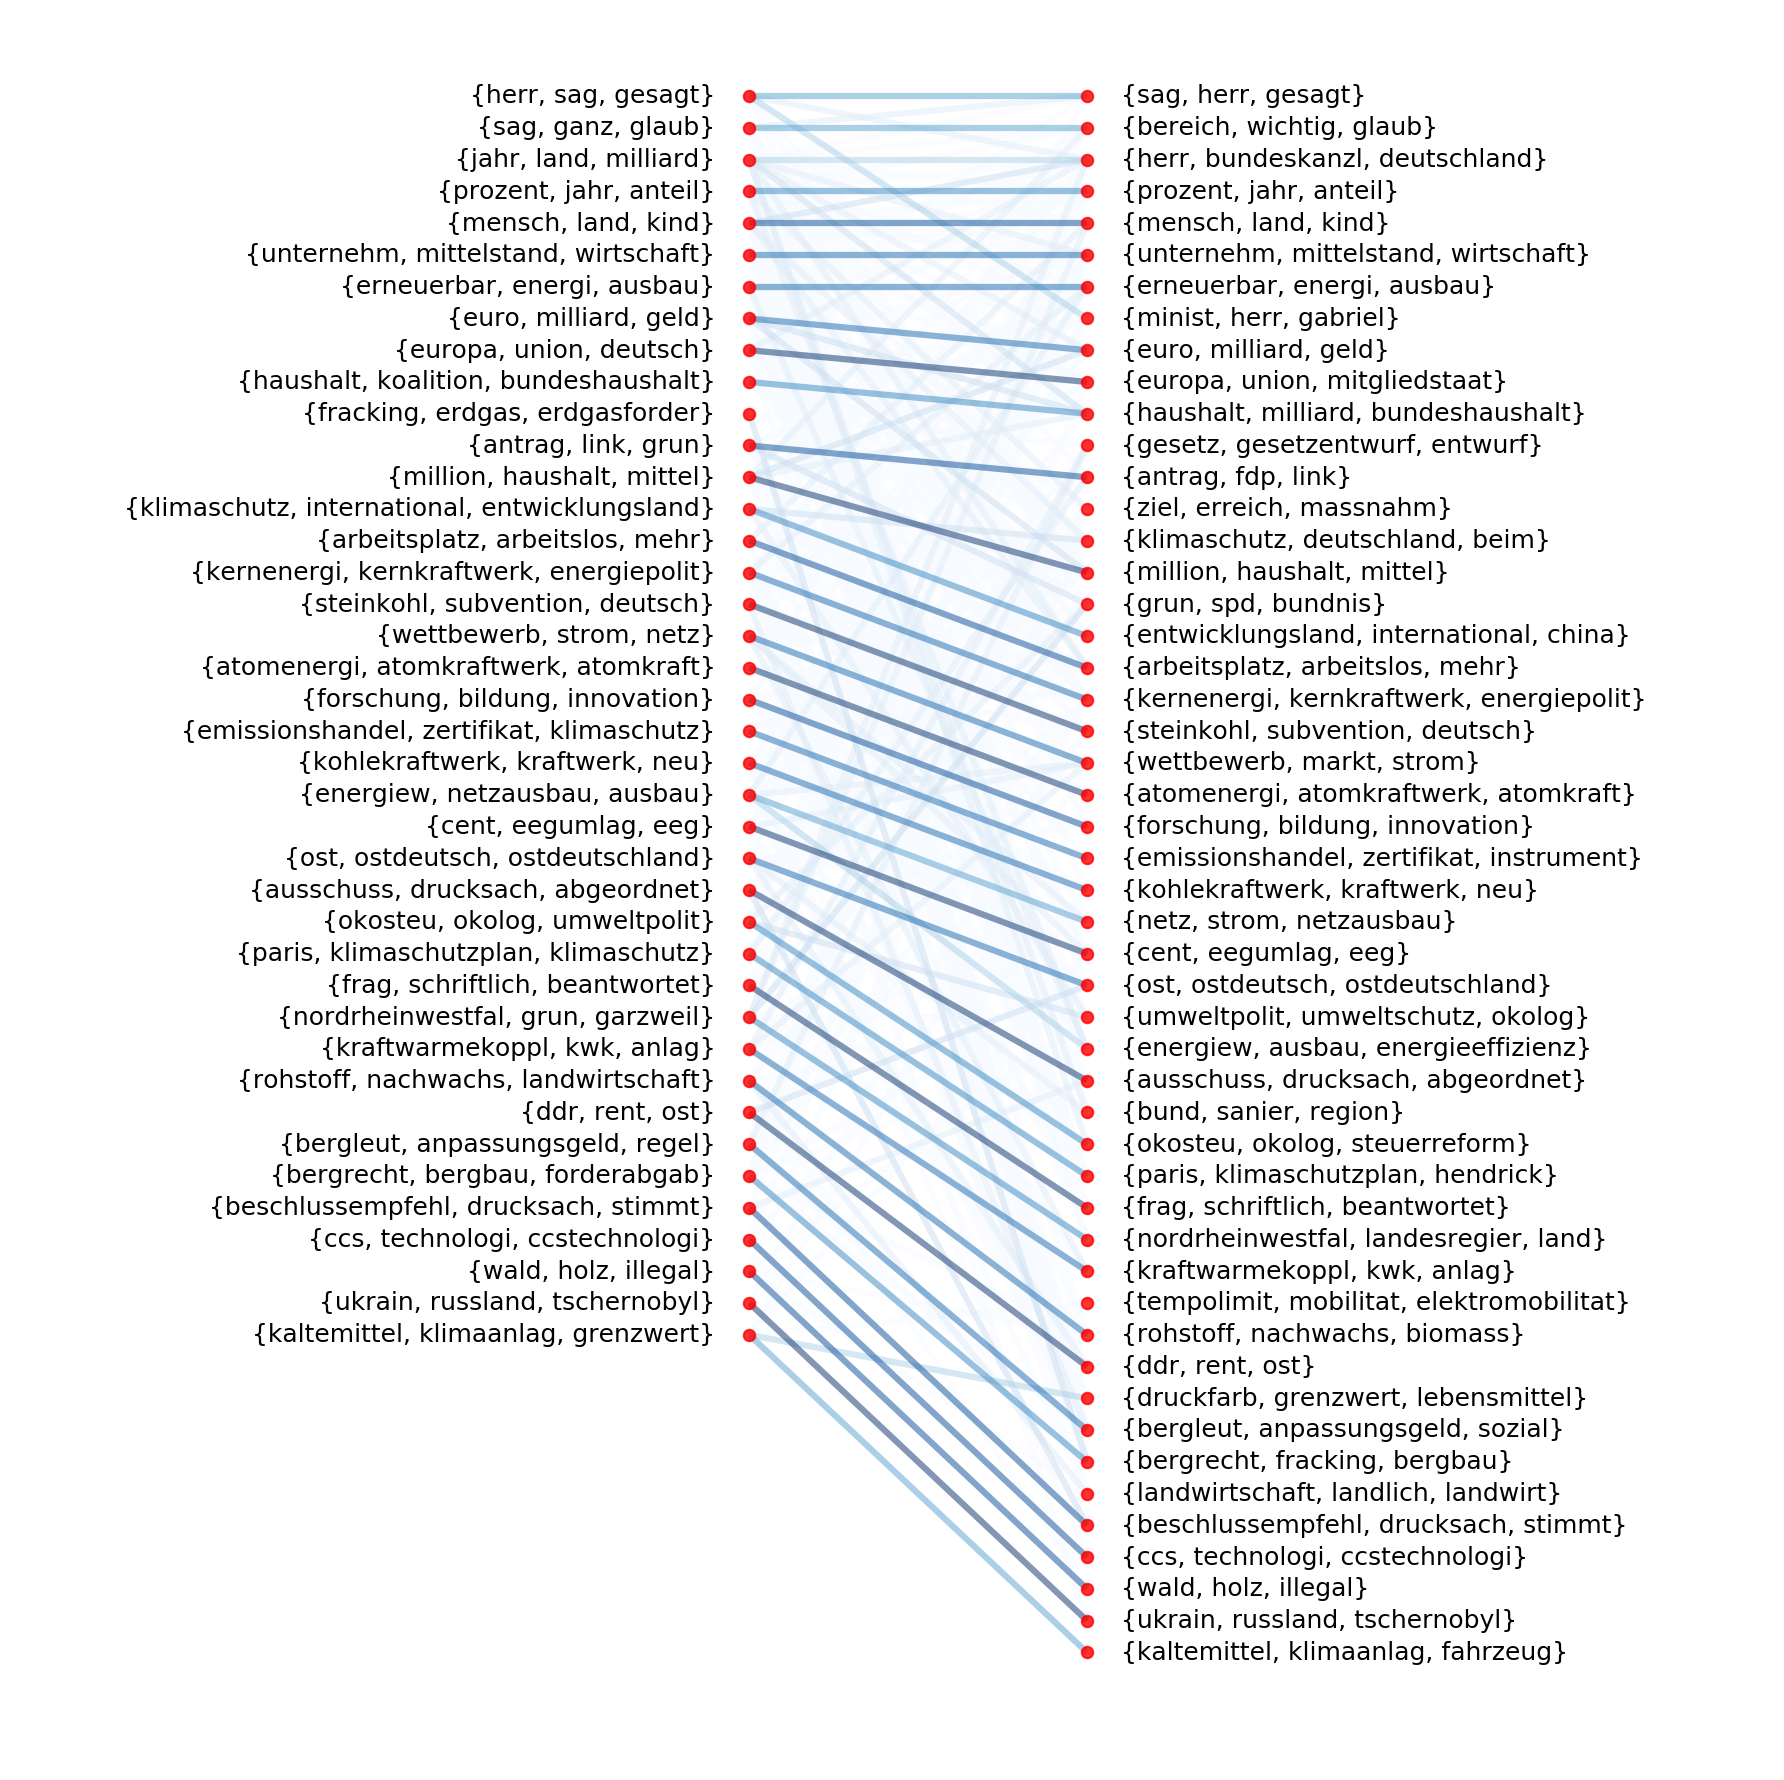 {herr, sag, gesagt}
{sag, ganz, glaub}
{jahr, land, milliard}
{prozent, jahr, anteil}
{mensch, land, kind}
{unternehm, mittelstand, wirtschaft}
{erneuerbar, energi, ausbau}
{euro, milliard, geld}
{europa, union, deutsch}
{haushalt, koalition, bundeshaushalt}
{fracking, erdgas, erdgasforder}
{antrag, link, grun}
{million, haushalt, mittel}
{klimaschutz, international, entwicklungsland}
{arbeitsplatz, arbeitslos, mehr}
{kernenergi, kernkraftwerk, energiepolit}
{steinkohl, subvention, deutsch}
{wettbewerb, strom, netz}
{atomenergi, atomkraftwerk, atomkraft}
{forschung, bildung, innovation}
{emissionshandel, zertifikat, klimaschutz}
{kohlekraftwerk, kraftwerk, neu}
{energiew, netzausbau, ausbau}
{cent, eegumlag, eeg}
{ost, ostdeutsch, ostdeutschland}
{ausschuss, drucksach, abgeordnet}
{okosteu, okolog, umweltpolit}
{paris, klimaschutzplan, klimaschutz}
{frag, schriftlich, beantwortet}
{nordrheinwestfal, grun, garzweil}
{kraftwarmekoppl, kwk, anlag}
{rohstoff, nachwachs, landwirtschaft}
{ddr, rent, ost}
{bergleut, anpassungsgeld, regel}
{bergrecht, bergbau, forderabgab}
{beschlussempfehl, drucksach, stimmt}
{ccs, technologi, ccstechnologi}
{wald, holz, illegal}
{ukrain, russland, tschernobyl}
{kaltemittel, klimaanlag, grenzwert}
{sag, herr, gesagt}
{bereich, wichtig, glaub}
{herr, bundeskanzl, deutschland}
{prozent, jahr, anteil}
{mensch, land, kind}
{unternehm, mittelstand, wirtschaft}
{erneuerbar, energi, ausbau}
{minist, herr, gabriel}
{euro, milliard, geld}
{europa, union, mitgliedstaat}
{haushalt, milliard, bundeshaushalt}
{gesetz, gesetzentwurf, entwurf}
{antrag, fdp, link}
{ziel, erreich, massnahm}
{klimaschutz, deutschland, beim}
{million, haushalt, mittel}
{grun, spd, bundnis}
{entwicklungsland, international, china}
{arbeitsplatz, arbeitslos, mehr}
{kernenergi, kernkraftwerk, energiepolit}
{steinkohl, subvention, deutsch}
{wettbewerb, markt, strom}
{atomenergi, atomkraftwerk, atomkraft}
{forschung, bildung, innovation}
{emissionshandel, zertifikat, instrument}
{kohlekraftwerk, kraftwerk, neu}
{netz, strom, netzausbau}
{cent, eegumlag, eeg}
{ost, ostdeutsch, ostdeutschland}
{umweltpolit, umweltschutz, okolog}
{energiew, ausbau, energieeffizienz}
{ausschuss, drucksach, abgeordnet}
{bund, sanier, region}
{okosteu, okolog, steuerreform}
{paris, klimaschutzplan, hendrick}
{frag, schriftlich, beantwortet}
{nordrheinwestfal, landesregier, land}
{kraftwarmekoppl, kwk, anlag}
{tempolimit, mobilitat, elektromobilitat}
{rohstoff, nachwachs, biomass}
{ddr, rent, ost}
{druckfarb, grenzwert, lebensmittel}
{bergleut, anpassungsgeld, sozial}
{bergrecht, fracking, bergbau}
{landwirtschaft, landlich, landwirt}
{beschlussempfehl, drucksach, stimmt}
{ccs, technologi, ccstechnologi}
{wald, holz, illegal}
{ukrain, russland, tschernobyl}
{kaltemittel, klimaanlag, fahrzeug}